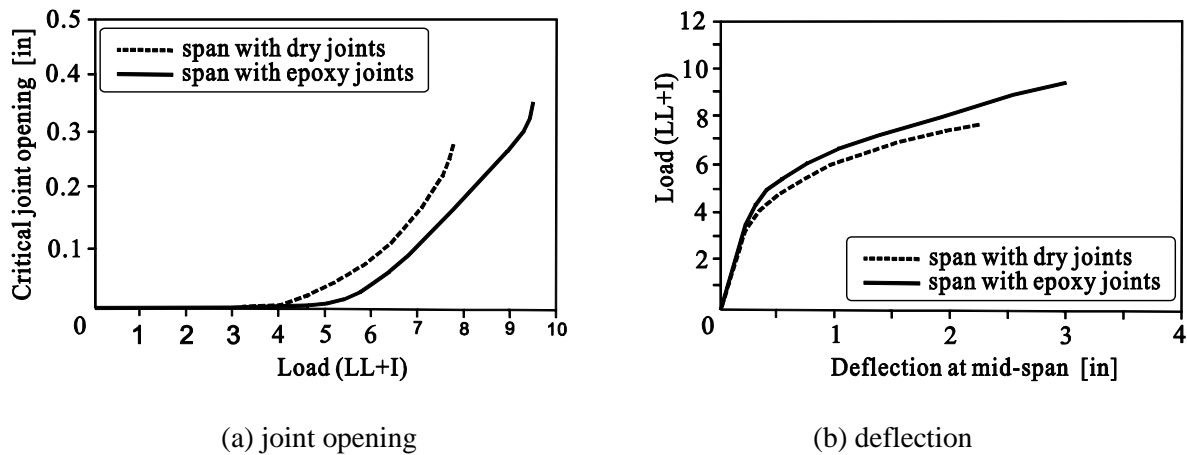 Critical joint opening [in]
0.5
0.4
0.3
0.2
0.1
0
span with dry joints
span with epoxy joints
1 2 3 4 5 6 7 8 9 10
Load (LL+I)
(a) joint opening
Load (LL+I)
12
10
8
6
4
2
0
span with dry joints
span with epoxy joints
1 2 3 4
Deflection at mid-span [in]
(b) deflection